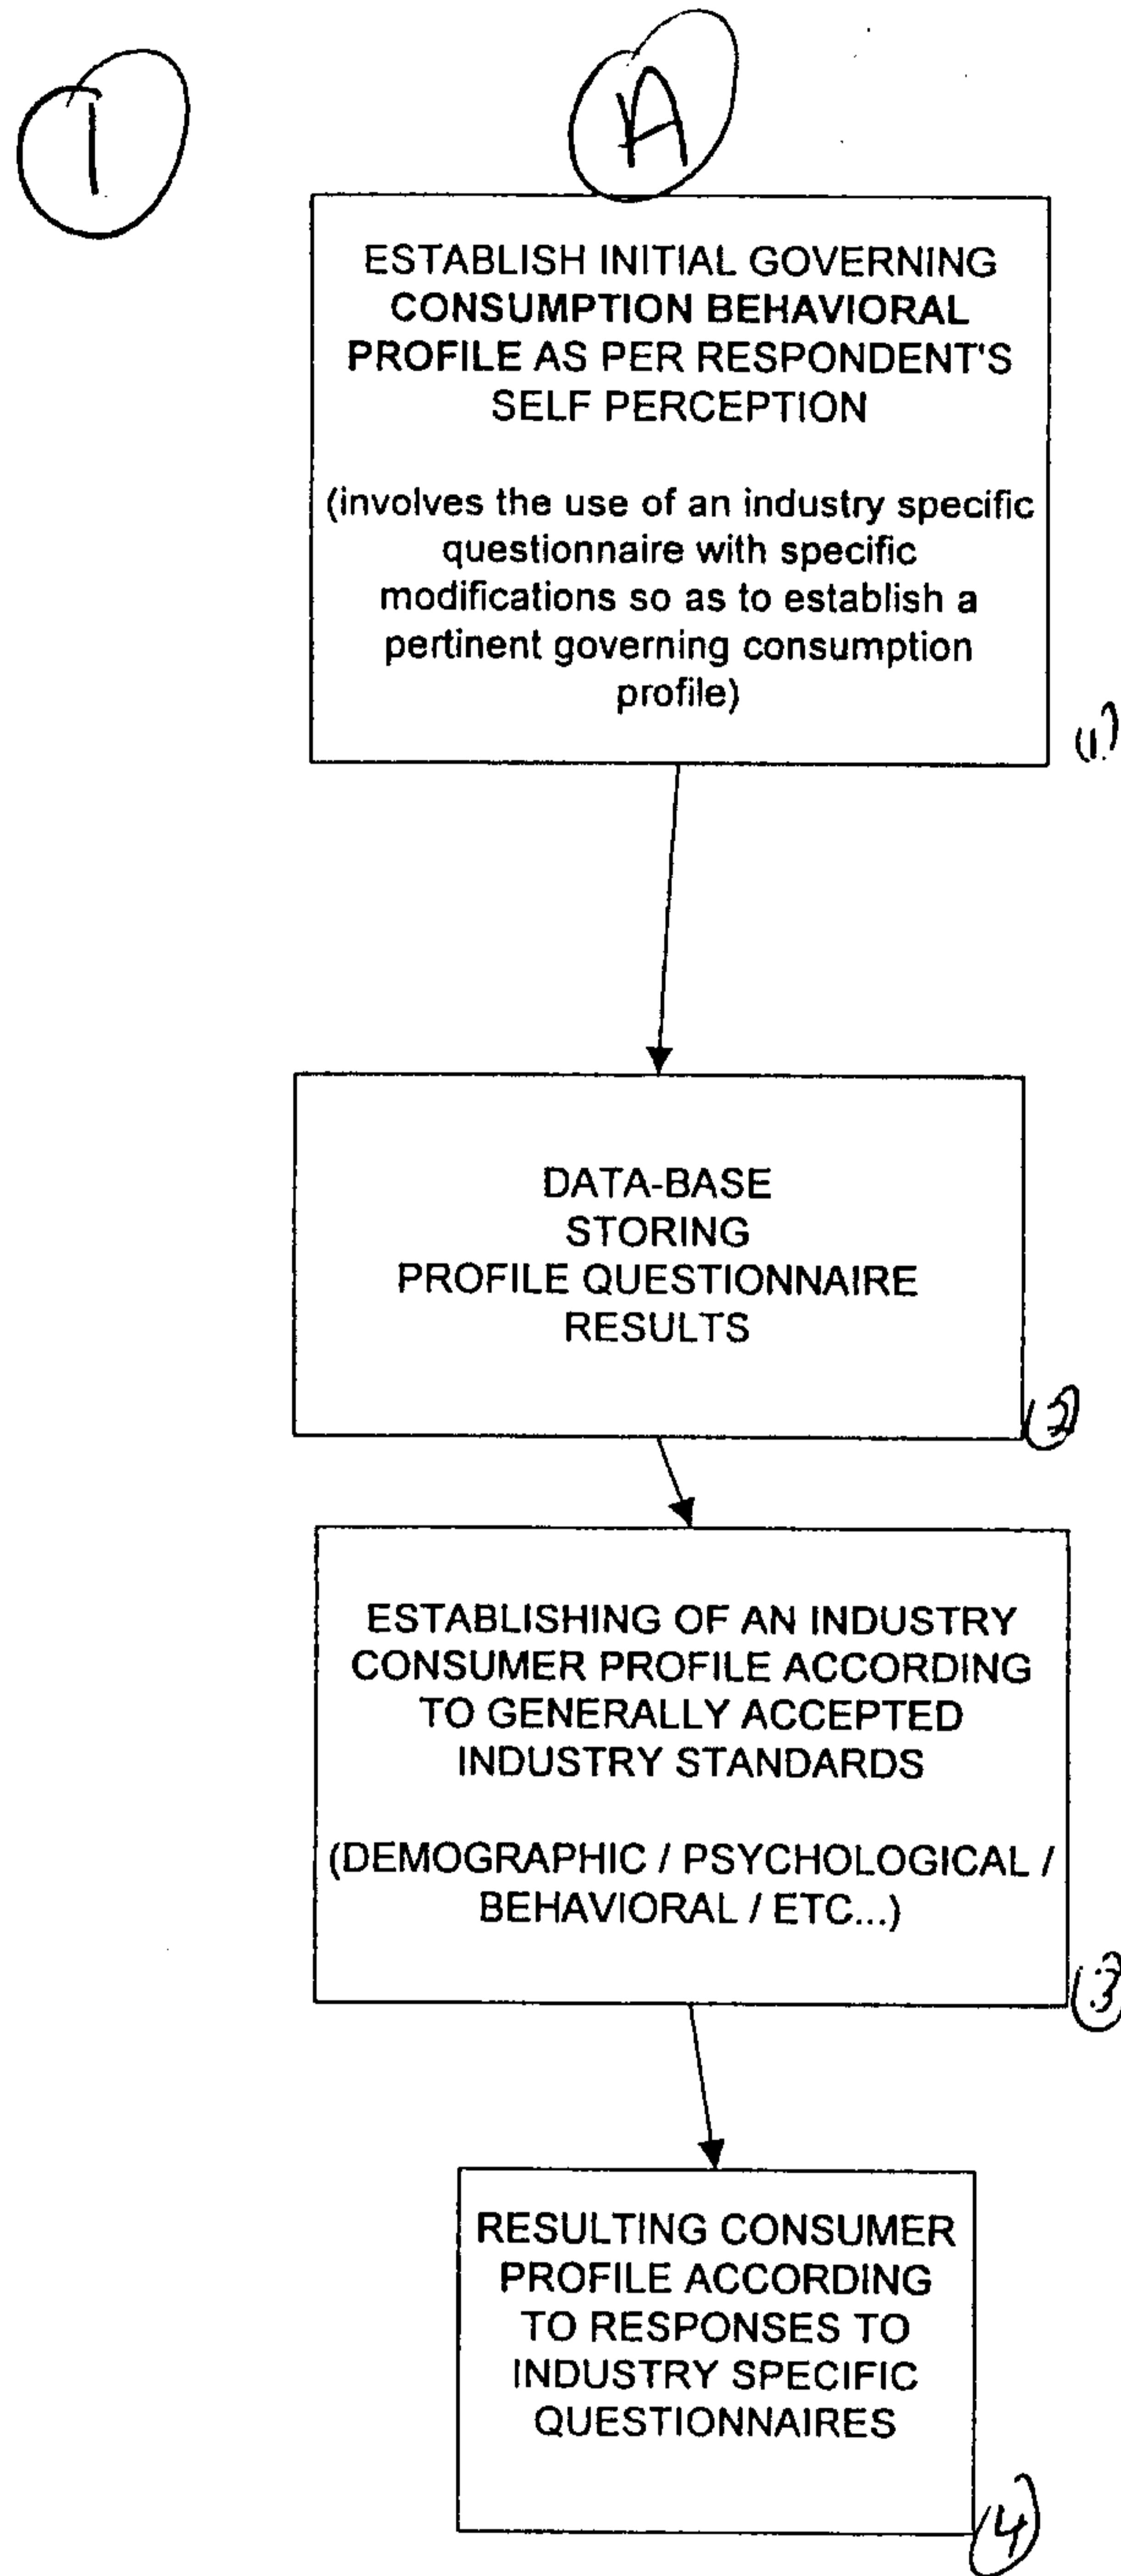 1
A
ESTABLISH INITIAL GOVERNING
CONSUMPTION BEHAVIORAL
PROFILE AS PER RESPONDENT'S
SELF PERCEPTION
(involves the use of an industry specific
questionnaire with specific
modifications so as to establish a
pertinent governing consumption
profile)
(1)
DATA-BASE
STORING
PROFILE QUESTIONNAIRE
RESULTS
(2)
ESTABLISHING OF AN INDUSTRY
CONSUMER PROFILE ACCORDING
TO GENERALLY ACCEPTED
INDUSTRY STANDARDS
(DEMOGRAPHIC / PSYCHOLOGICAL /
BEHAVIORAL / ETC...)
(3)
RESULTING CONSUMER
PROFILE ACCORDING
TO RESPONSES TO
INDUSTRY SPECIFIC
QUESTIONNAIRES
(4)